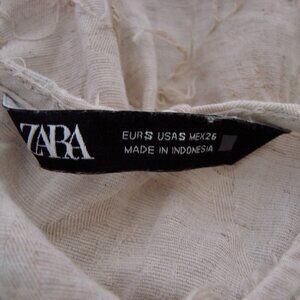 ZARA
EUR S USA S MEX 26
MADE IN INDONESIA